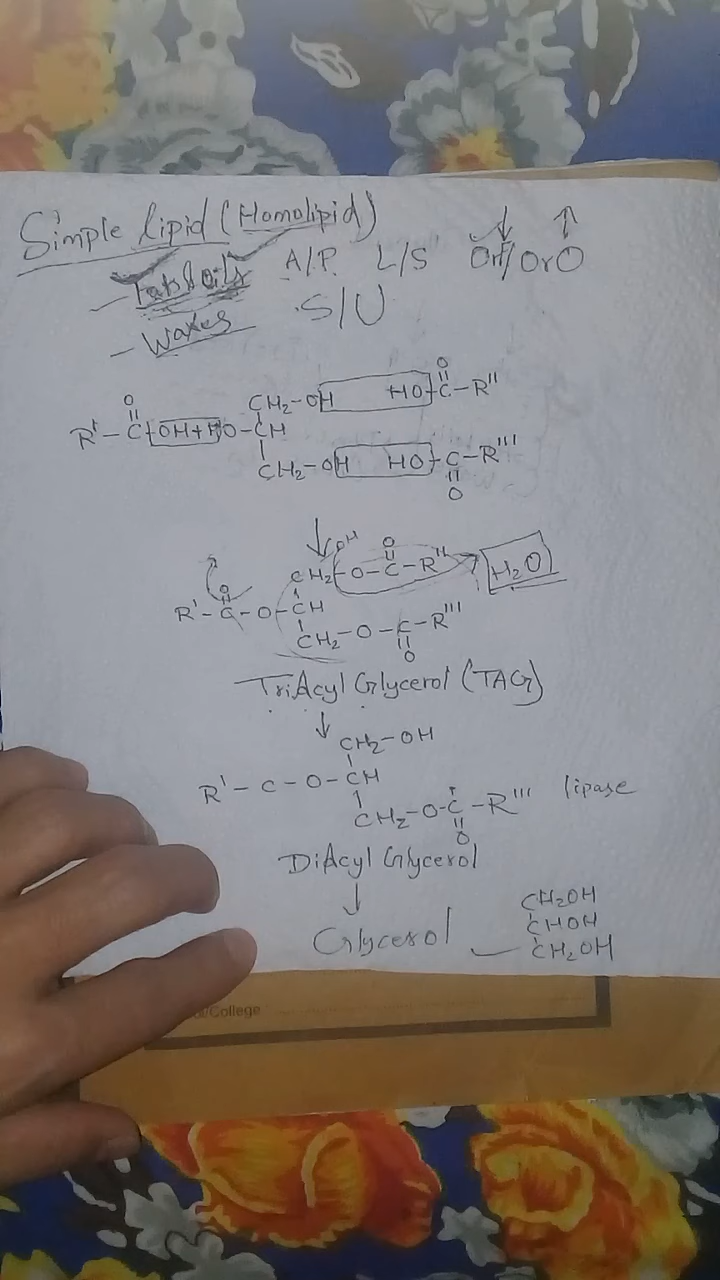 Simple lipid (Homolipid)
- Fats & oils A/P. L/S
- Waxes S/U
O
||
CH2-OH HO-C-R''
O
||
R'-C-OH+HO-CH
|
CH2-OH HO-C-R'''
||
O
↓ OH
O
||
CH2-O-C-R'' → H2O
O
||
R'-C-O-CH
|
CH2-O-C-R'''
||
O
TriAcyl Glycerol (TAG)
↓
CH2-OH
|
R'-C-O-CH
|
CH2-O-C-R''' lipase
||
O
DiAcyl Glycerol
↓
Glycerol - CH2OH
CHOH
CH2OH
/College